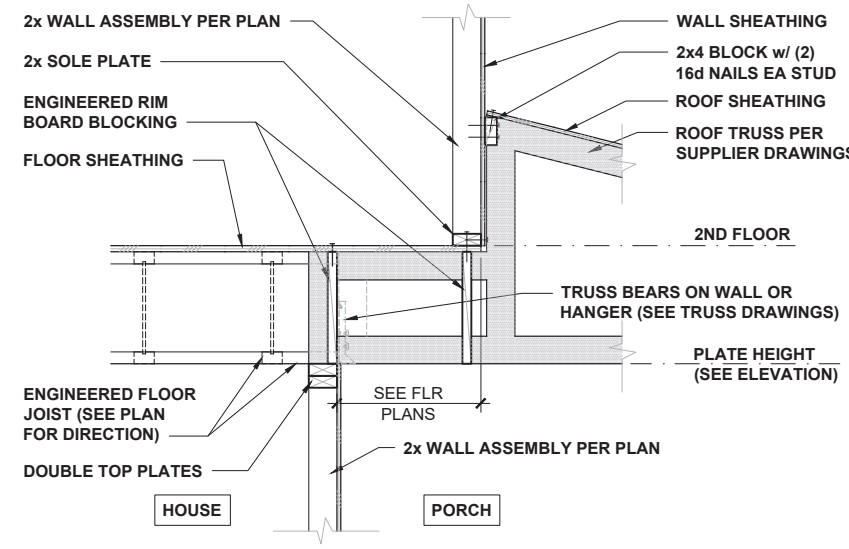 2x WALL ASSEMBLY PER PLAN
2x SOLE PLATE
ENGINEERED RIM
BOARD BLOCKING
FLOOR SHEATHING
WALL SHEATHING
2x4 BLOCK w/ (2)
16d NAILS EA STUD
ROOF SHEATHING
ROOF TRUSS PER
SUPPLIER DRAWINGS
2ND FLOOR
TRUSS BEARS ON WALL OR
HANGER (SEE TRUSS DRAWINGS)
PLATE HEIGHT
(SEE ELEVATION)
ENGINEERED FLOOR
JOIST (SEE PLAN
FOR DIRECTION)
DOUBLE TOP PLATES
SEE FLR
PLANS
2x WALL ASSEMBLY PER PLAN
HOUSE
PORCH